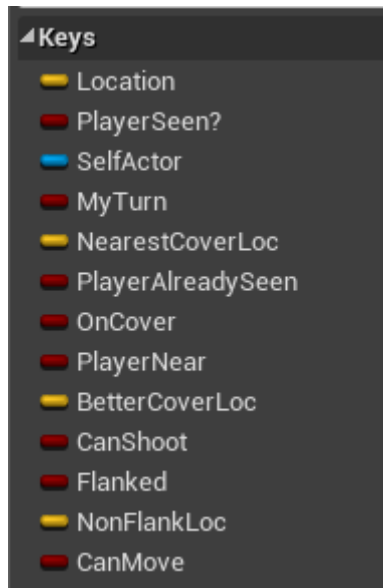 Keys
Location
PlayerSeen?
SelfActor
MyTurn
NearestCoverLoc
PlayerAlreadySeen
OnCover
PlayerNear
BetterCoverLoc
CanShoot
Flanked
NonFlankLoc
CanMove